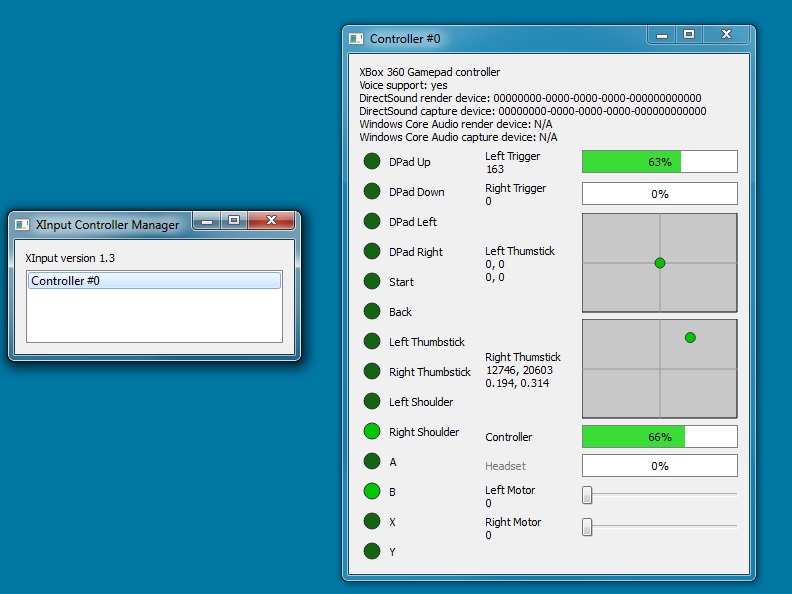 XInput Controller Manager
XInput version 1.3
Controller #0
Controller #0
XBox 360 Gamepad controller
Voice support: yes
DirectSound render device: 00000000-0000-0000-0000-000000000000
DirectSound capture device: 00000000-0000-0000-0000-000000000000
Windows Core Audio render device: N/A
Windows Core Audio capture device: N/A
DPad Up
DPad Down
DPad Left
DPad Right
Start
Back
Left Thumbstick
Right Thumbstick
Left Shoulder
Right Shoulder
A
B
X
Y
Left Trigger
163
63%
Right Trigger
0
0%
Left Thumstick
0, 0
0, 0
Right Thumstick
12746, 20603
0.194, 0.314
Controller
66%
Headset
0%
Left Motor
0
Right Motor
0